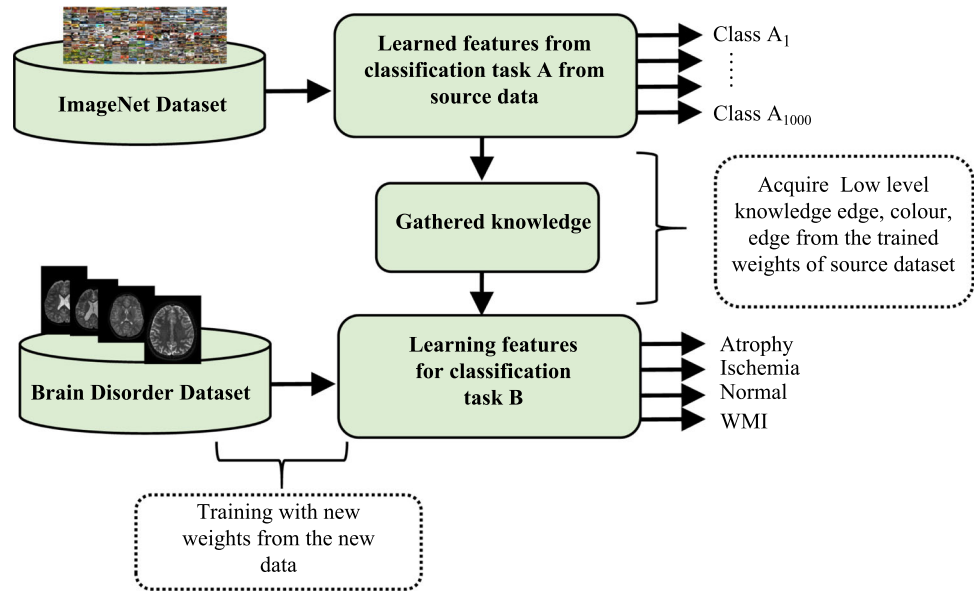 ImageNet Dataset
Learned features from
classification task A from
source data
Class A₁
Class A₁₀₀₀
Gathered knowledge
Acquire Low level
knowledge edge, colour,
edge from the trained
weights of source dataset
Brain Disorder Dataset
Learning features
for classification
task B
Atrophy
Ischemia
Normal
WMI
Training with new
weights from the new
data